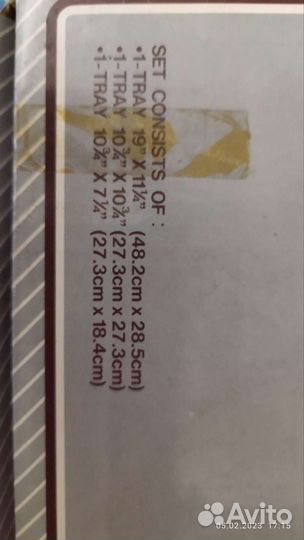 SET CONSISTS OF :
•1-TRAY 19" X 11¼" (48.2cm x 28.5cm)
•1-TRAY 10¾" X 10¾" (27.3cm x 27.3cm)
•1-TRAY 10¾" X 7¼" (27.3cm x 18.4cm)
05.02.2023 17:15
Avito